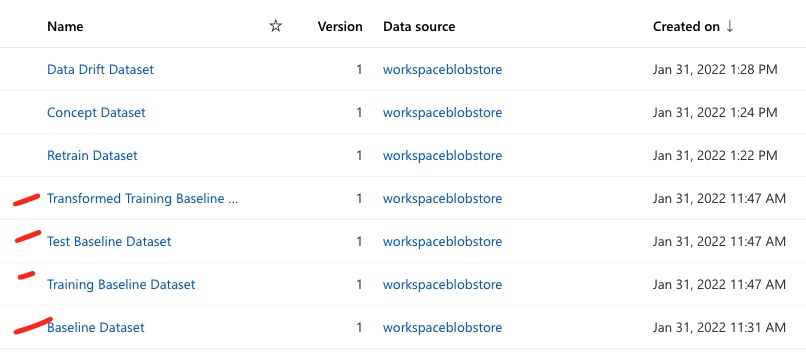 Name ☆ Version Data source Created on ↓
Data Drift Dataset 1 workspaceblobstore Jan 31, 2022 1:28 PM
Concept Dataset 1 workspaceblobstore Jan 31, 2022 1:24 PM
Retrain Dataset 1 workspaceblobstore Jan 31, 2022 1:22 PM
Transformed Training Baseline ... 1 workspaceblobstore Jan 31, 2022 11:47 AM
Test Baseline Dataset 1 workspaceblobstore Jan 31, 2022 11:47 AM
Training Baseline Dataset 1 workspaceblobstore Jan 31, 2022 11:47 AM
Baseline Dataset 1 workspaceblobstore Jan 31, 2022 11:31 AM